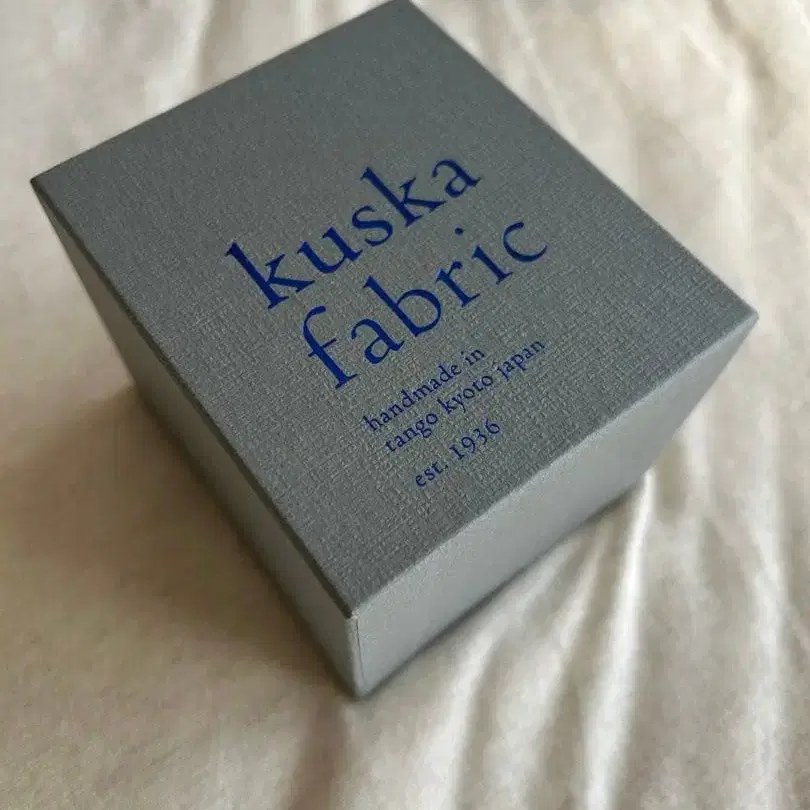 kuska
fabric
handmade in
tango kyoto japan
est. 1936